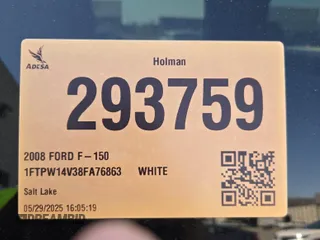 ADESA
Holman
293759
2008 FORD F-150
1FTPW14V38FA76863 WHITE
Salt Lake
05/29/2025 16:05:19